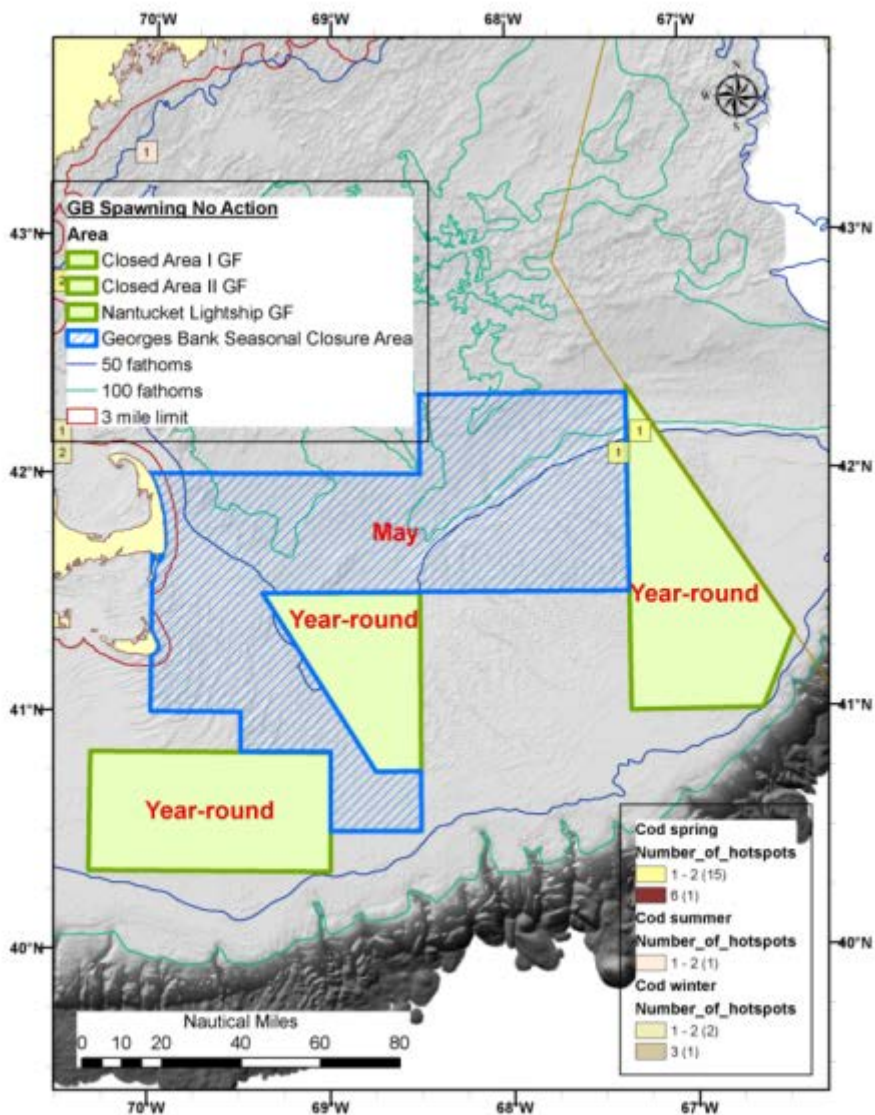 70°W 69°W 68°W 67°W
N
W
S
1
GB Spawning No Action
Area
43°N 43°N
Closed Area I GF
Closed Area II GF
2
Nantucket Lightship GF
Georges Bank Seasonal Closure Area
50 fathoms
100 fathoms
3 mile limit
1 1
2 1
42°N 42°N
May
Year-round
Year-round
41°N 41°N
Year-round
Cod spring
Number_of_hotspots
1 - 2 (15)
6 (1)
Cod summer
Number_of_hotspots
1 - 2 (1)
Cod winter
Number_of_hotspots
1 - 2 (2)
3 (1)
40°N 40°N
Nautical Miles
0 10 20 40 60 80
70°W 69°W 68°W 67°W